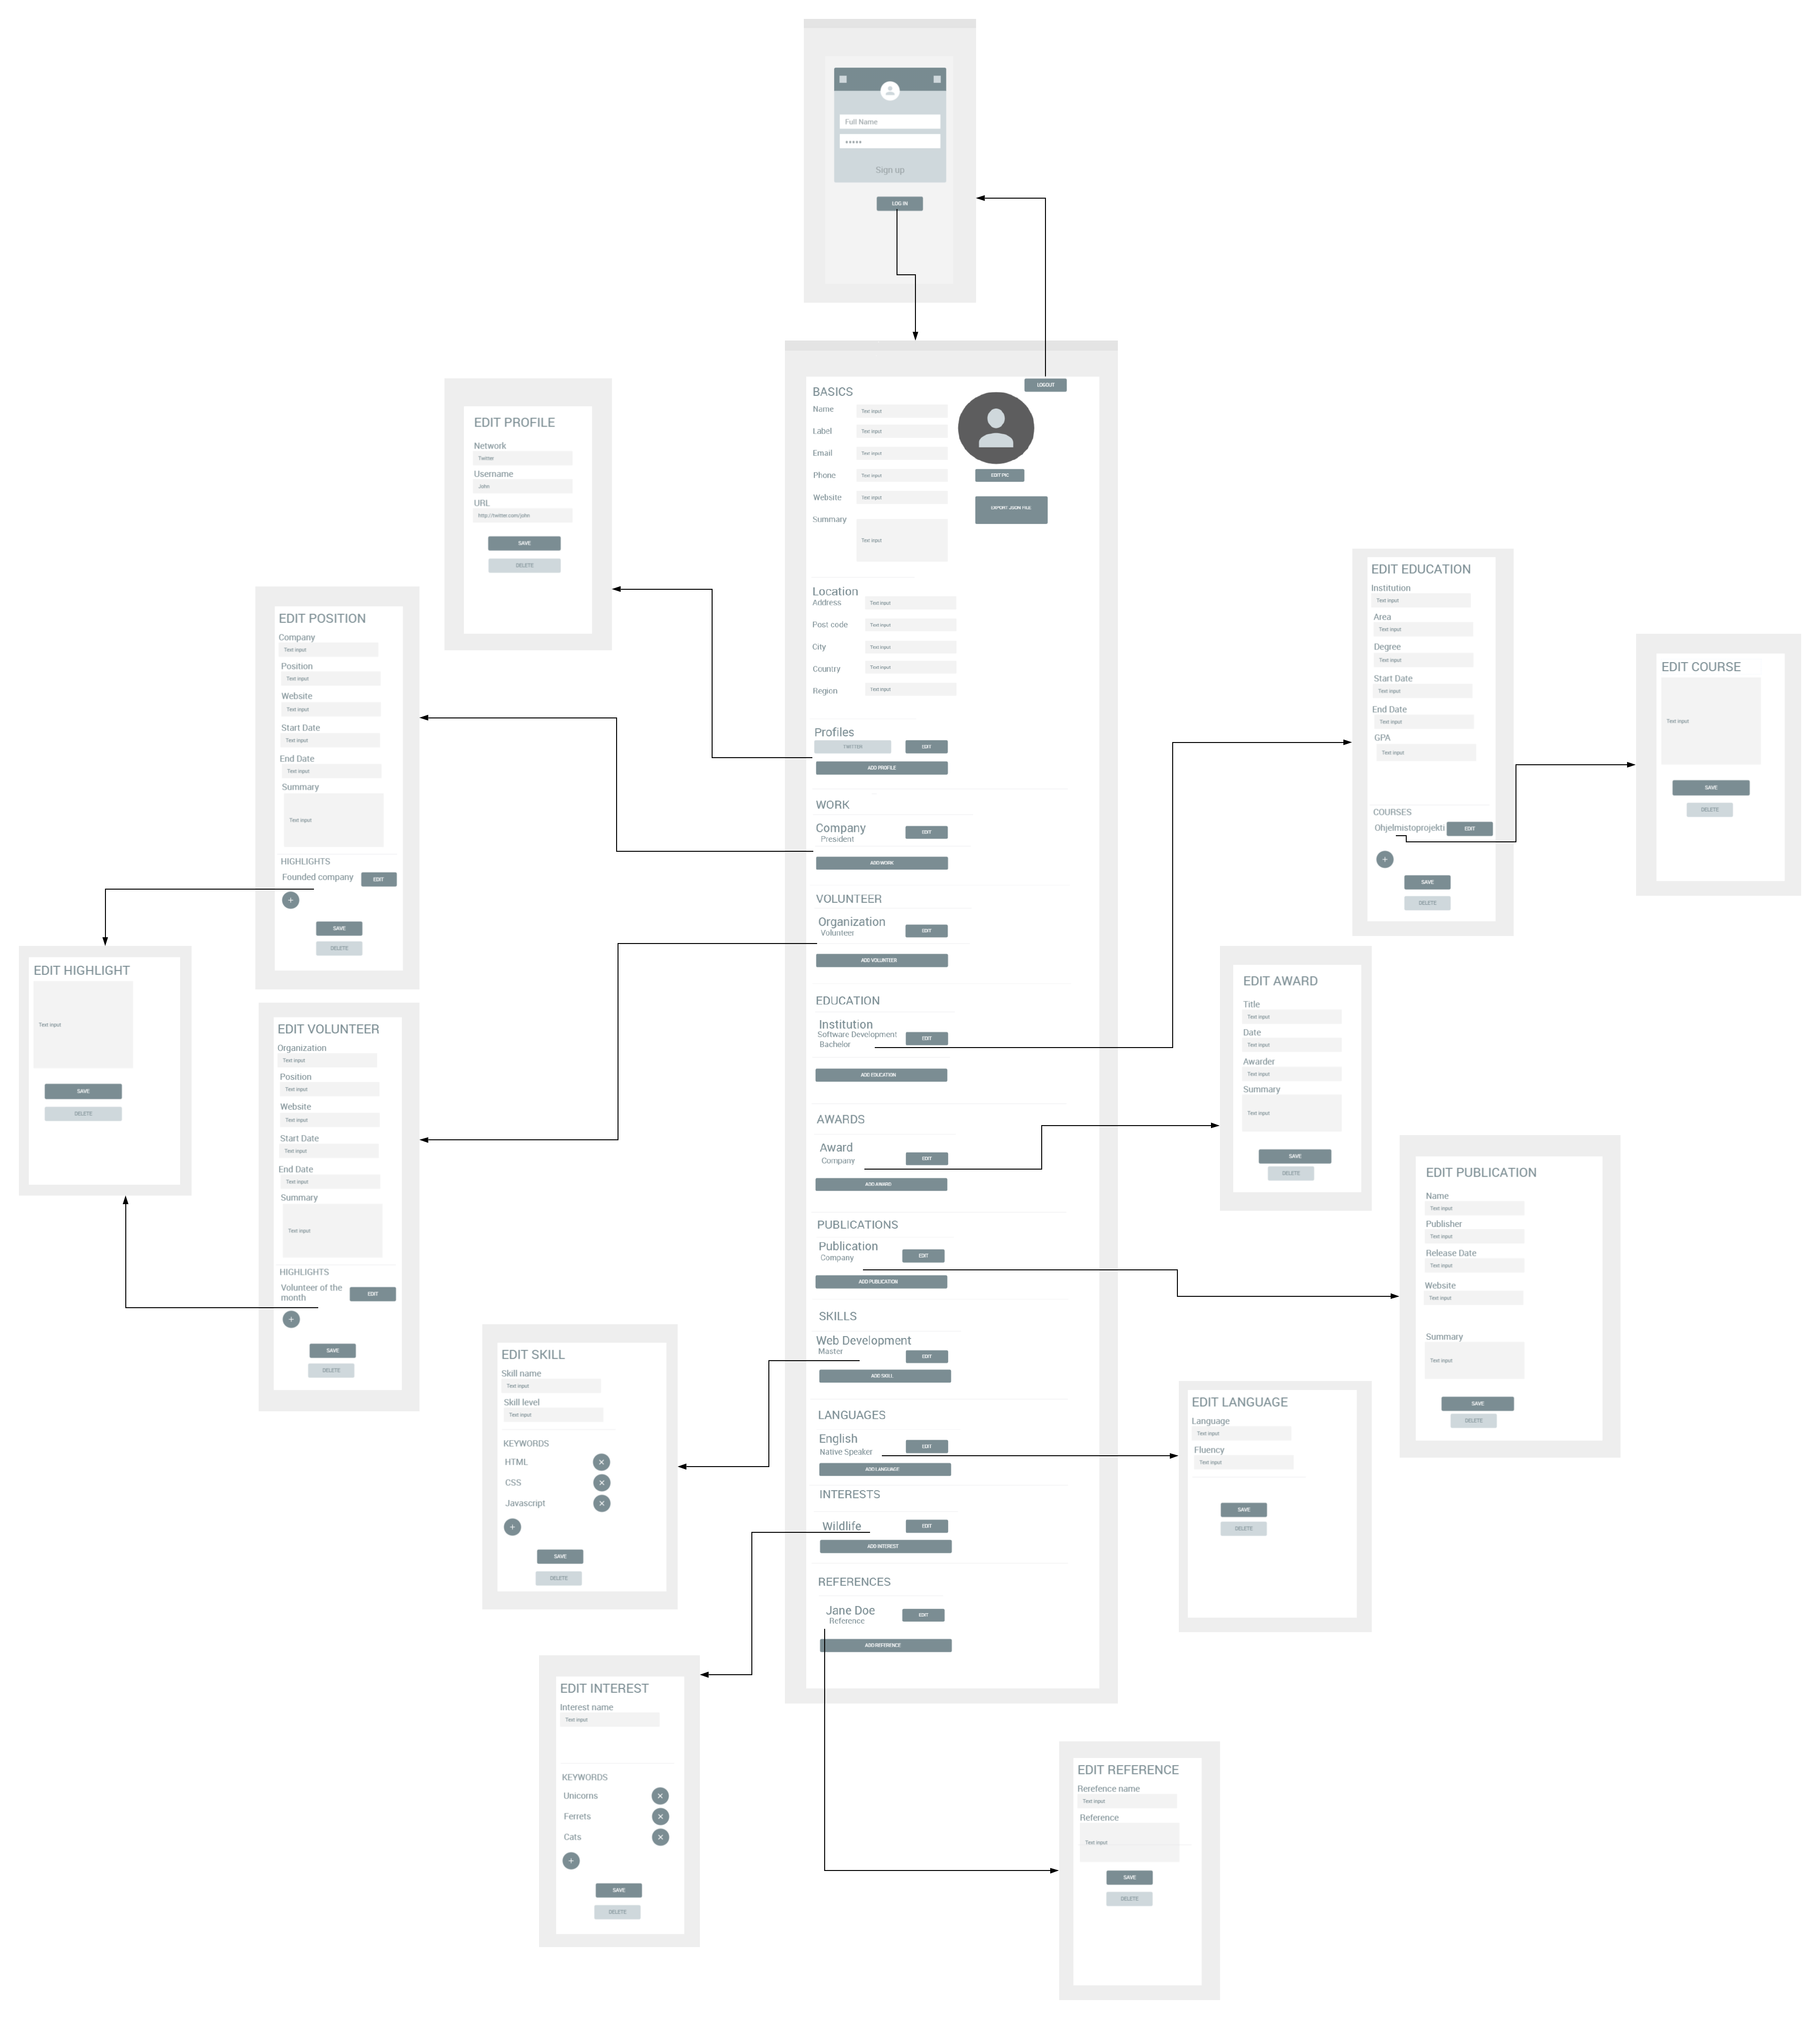 Full Name
*****
Sign up
LOG IN
LOGOUT
BASICS
Name
Text input
Label
Text input
Email
Text input
Phone
Text input
EDIT PIC
Website
Text input
EXPORT JSON FILE
Summary
Text input
Location
Address
Text input
Post code
Text input
City
Text input
Country
Text input
Region
Text input
Profiles
TWITTER
EDIT
ADD PROFILE
WORK
Company
President
EDIT
ADD WORK
VOLUNTEER
Organization
Volunteer
EDIT
ADD VOLUNTEER
EDUCATION
Institution
Software Development
Bachelor
EDIT
ADD EDUCATION
AWARDS
Award
Company
EDIT
ADD AWARD
PUBLICATIONS
Publication
Company
EDIT
ADD PUBLICATION
SKILLS
Web Development
Master
EDIT
ADD SKILL
LANGUAGES
English
Native Speaker
EDIT
ADD LANGUAGE
INTERESTS
Wildlife
EDIT
ADD INTEREST
REFERENCES
Jane Doe
Reference
EDIT
ADD REFERENCE
EDIT PROFILE
Network
Twitter
Username
John
URL
http://twitter.com/john
SAVE
DELETE
EDIT POSITION
Company
Text input
Position
Text input
Website
Text input
Start Date
Text input
End Date
Text input
Summary
Text input
HIGHLIGHTS
Founded company
EDIT
+
SAVE
DELETE
EDIT HIGHLIGHT
Text input
SAVE
DELETE
EDIT VOLUNTEER
Organization
Text input
Position
Text input
Website
Text input
Start Date
Text input
End Date
Text input
Summary
Text input
HIGHLIGHTS
Volunteer of the
month
EDIT
+
SAVE
DELETE
EDIT SKILL
Skill name
Text input
Skill level
Text input
KEYWORDS
HTML
CSS
Javascript
+
SAVE
DELETE
EDIT INTEREST
Interest name
Text input
KEYWORDS
Unicorns
Ferrets
Cats
+
SAVE
DELETE
EDIT EDUCATION
Institution
Text input
Area
Text input
Degree
Text input
Start Date
Text input
End Date
Text input
GPA
Text input
COURSES
Ohjelmistoprojekti
EDIT
+
SAVE
DELETE
EDIT COURSE
Text input
SAVE
DELETE
EDIT AWARD
Title
Text input
Date
Text input
Awarder
Text input
Summary
Text input
SAVE
DELETE
EDIT PUBLICATION
Name
Text input
Publisher
Text input
Release Date
Text input
Website
Text input
Summary
Text input
SAVE
DELETE
EDIT LANGUAGE
Language
Text input
Fluency
Text input
SAVE
DELETE
EDIT REFERENCE
Rerefence name
Text input
Reference
Text input
SAVE
DELETE